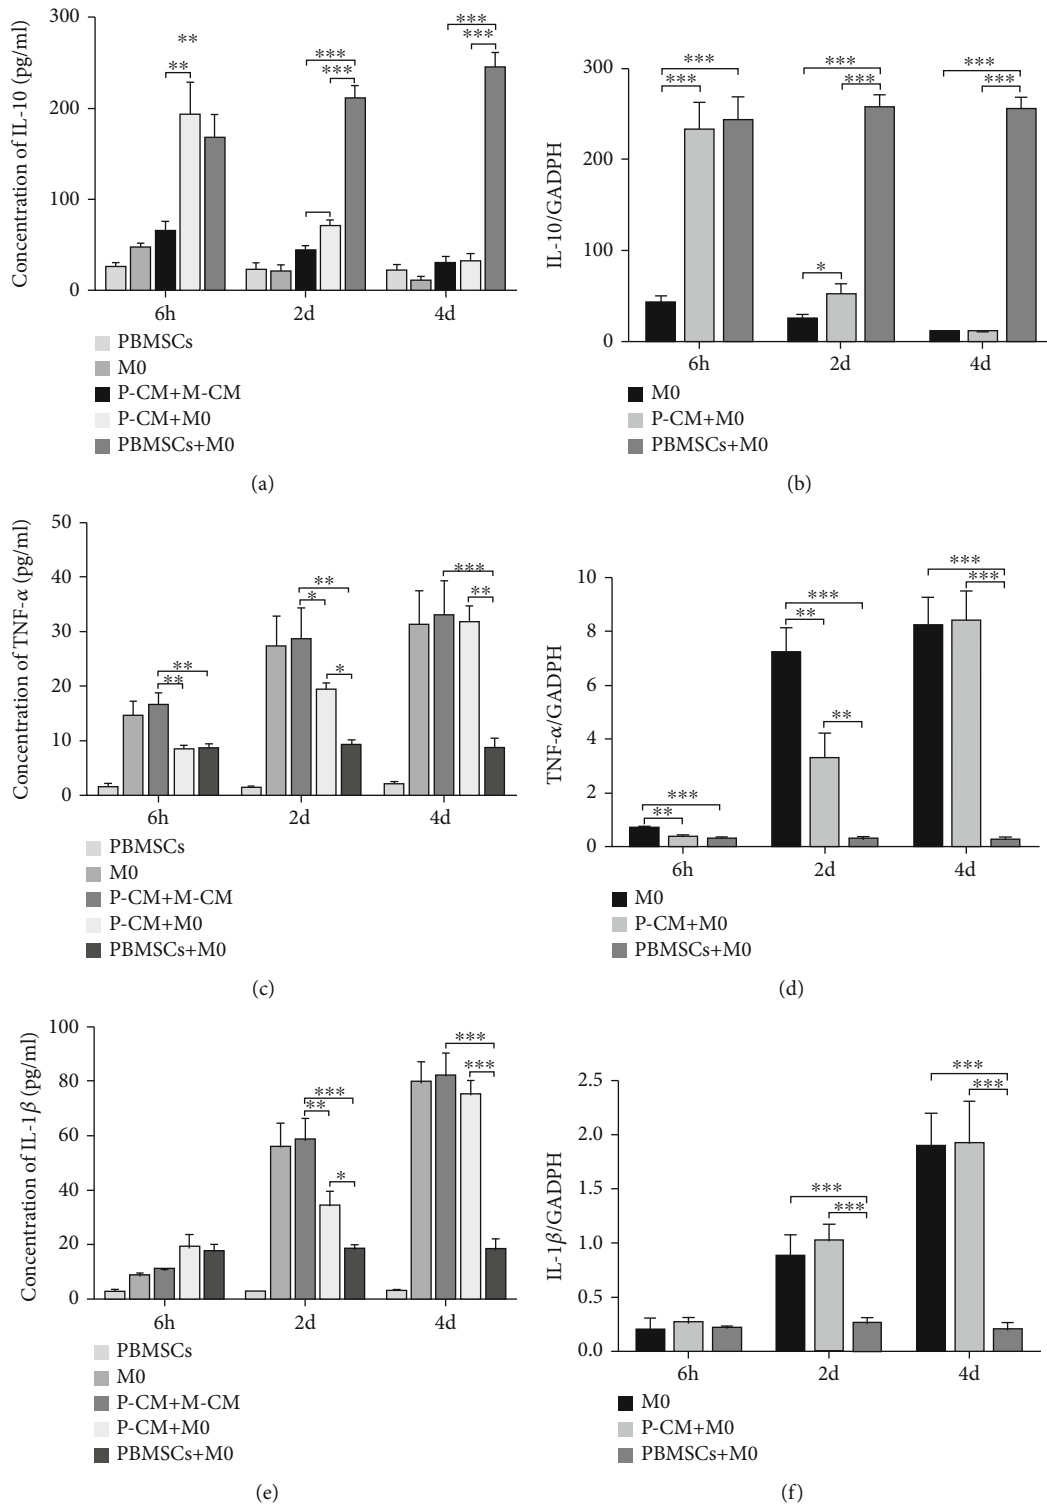 Concentration of IL-10 (pg/ml)
300
200
100
0
**
**
***
***
***
***
6h
2d
4d
PBMSCs
M0
P-CM+M-CM
P-CM+M0
PBMSCs+M0
(a)
IL-10/GADPH
300
200
100
0
***
***
***
***
*
***
***
6h
2d
4d
M0
P-CM+M0
PBMSCs+M0
(b)
Concentration of TNF-α (pg/ml)
50
40
30
20
10
0
**
**
**
*
*
***
**
6h
2d
4d
PBMSCs
M0
P-CM+M-CM
P-CM+M0
PBMSCs+M0
(c)
TNF-α/GADPH
10
8
6
4
2
0
***
**
***
**
**
***
***
6h
2d
4d
M0
P-CM+M0
PBMSCs+M0
(d)
Concentration of IL-1β (pg/ml)
100
80
60
40
20
0
***
**
*
***
***
6h
2d
4d
PBMSCs
M0
P-CM+M-CM
P-CM+M0
PBMSCs+M0
(e)
IL-1β/GADPH
2.5
2.0
1.5
1.0
0.5
0.0
***
***
***
***
6h
2d
4d
M0
P-CM+M0
PBMSCs+M0
(f)